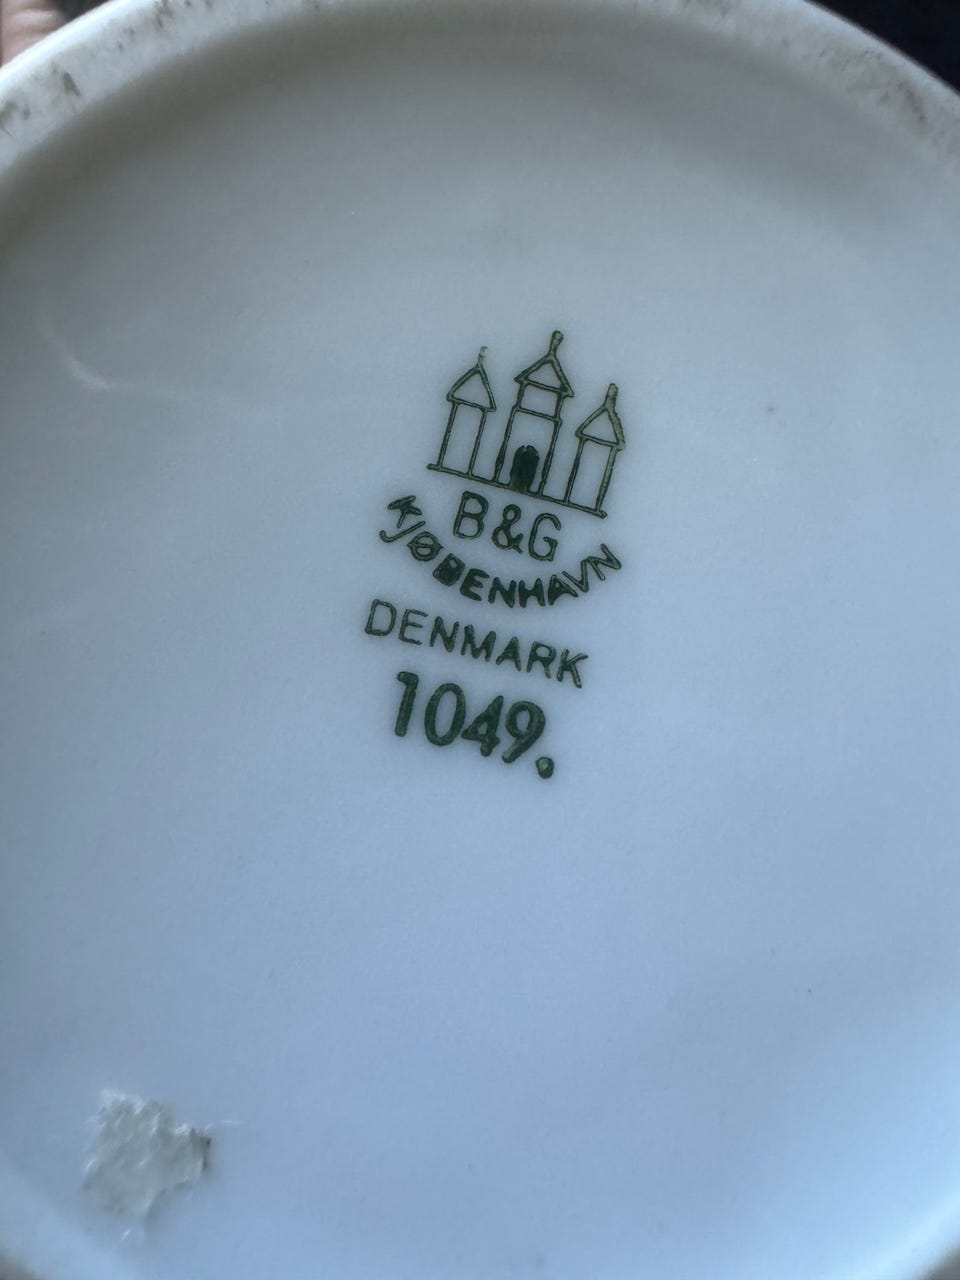 B&G
KJØBENHAVN
DENMARK
1049.